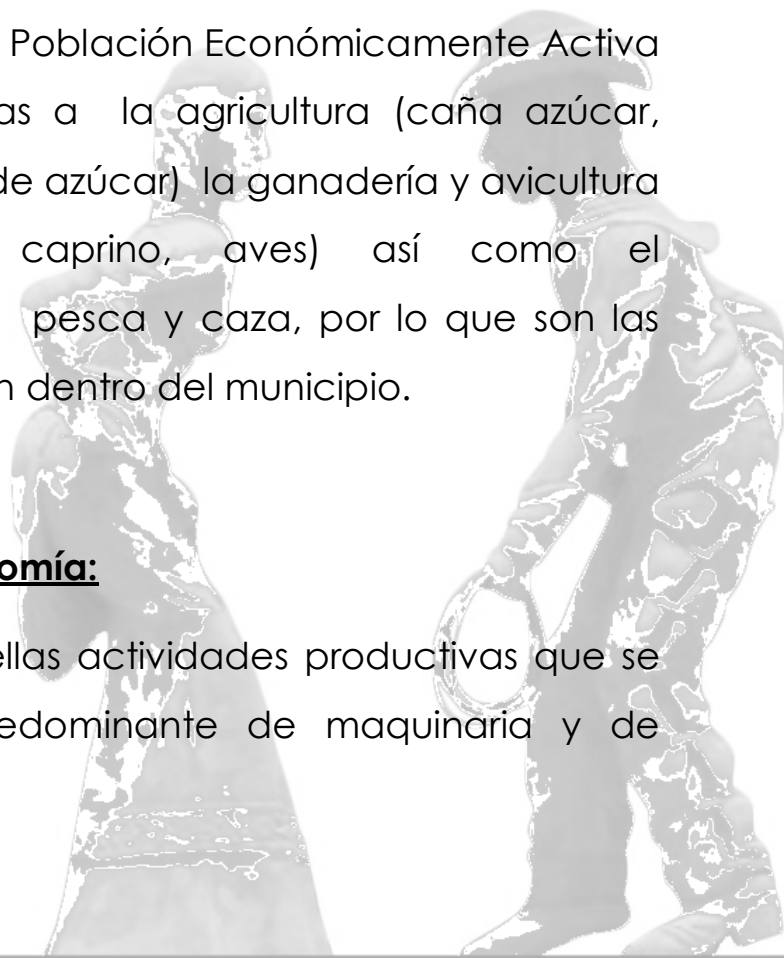 Población Económicamente Activa
as a la agricultura (caña azúcar,
de azúcar) la ganadería y avicultura
caprino, aves) así como el
pesca y caza, por lo que son las
n dentro del municipio.
omía:
ellas actividades productivas que se
edominante de maquinaria y de